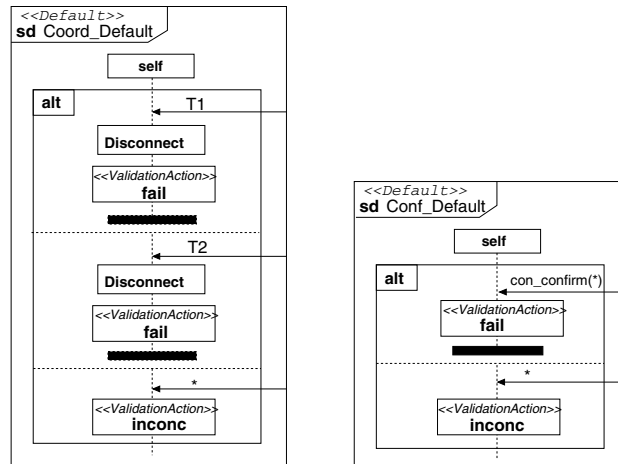 <<Default>>
sd Coord_Default
self
alt
T1
Disconnect
<<ValidationAction>>
fail
T2
Disconnect
<<ValidationAction>>
fail
*
<<ValidationAction>>
inconc
<<Default>>
sd Conf_Default
self
alt
con_confirm(*)
<<ValidationAction>>
fail
*
<<ValidationAction>>
inconc